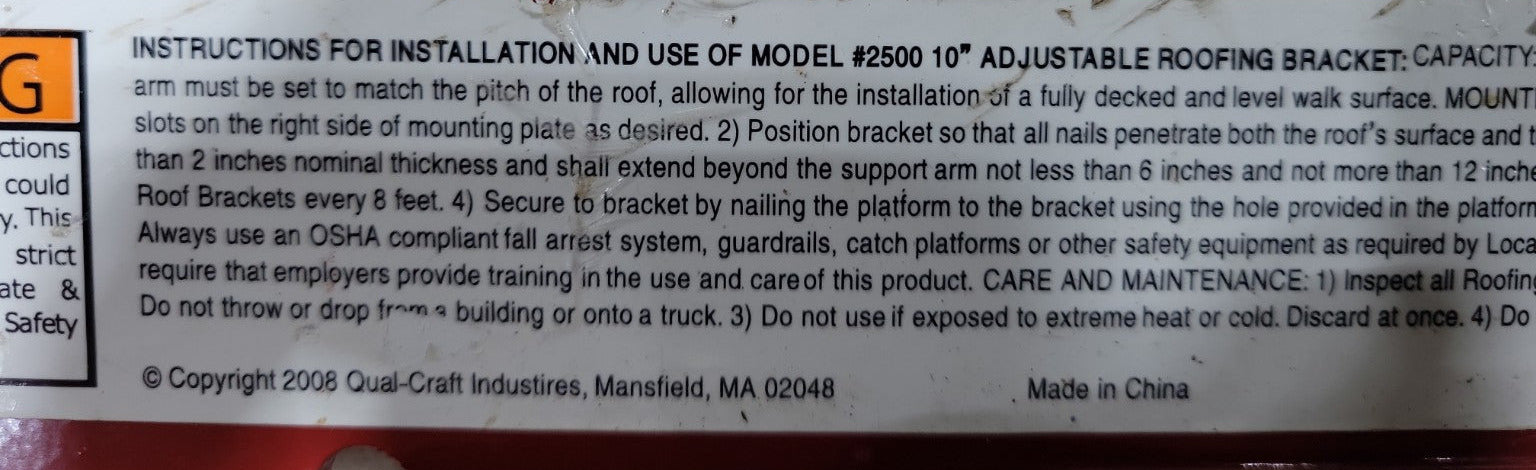 G
ctions
could
y. This
strict
ate &
Safety
INSTRUCTIONS FOR INSTALLATION AND USE OF MODEL #2500 10" ADJUSTABLE ROOFING BRACKET: CAPACITY:
arm must be set to match the pitch of the roof, allowing for the installation of a fully decked and level walk surface. MOUNTI
slots on the right side of mounting plate as desired. 2) Position bracket so that all nails penetrate both the roof's surface and t
than 2 inches nominal thickness and shall extend beyond the support arm not less than 6 inches and not more than 12 inche
Roof Brackets every 8 feet. 4) Secure to bracket by nailing the platform to the bracket using the hole provided in the platform
Always use an OSHA compliant fall arrest system, guardrails, catch platforms or other safety equipment as required by Loca
require that employers provide training in the use and care of this product. CARE AND MAINTENANCE: 1) Inspect all Roofing
Do not throw or drop from a building or onto a truck. 3) Do not use if exposed to extreme heat or cold. Discard at once. 4) Do
© Copyright 2008 Qual-Craft Industires, Mansfield, MA 02048
Made in China